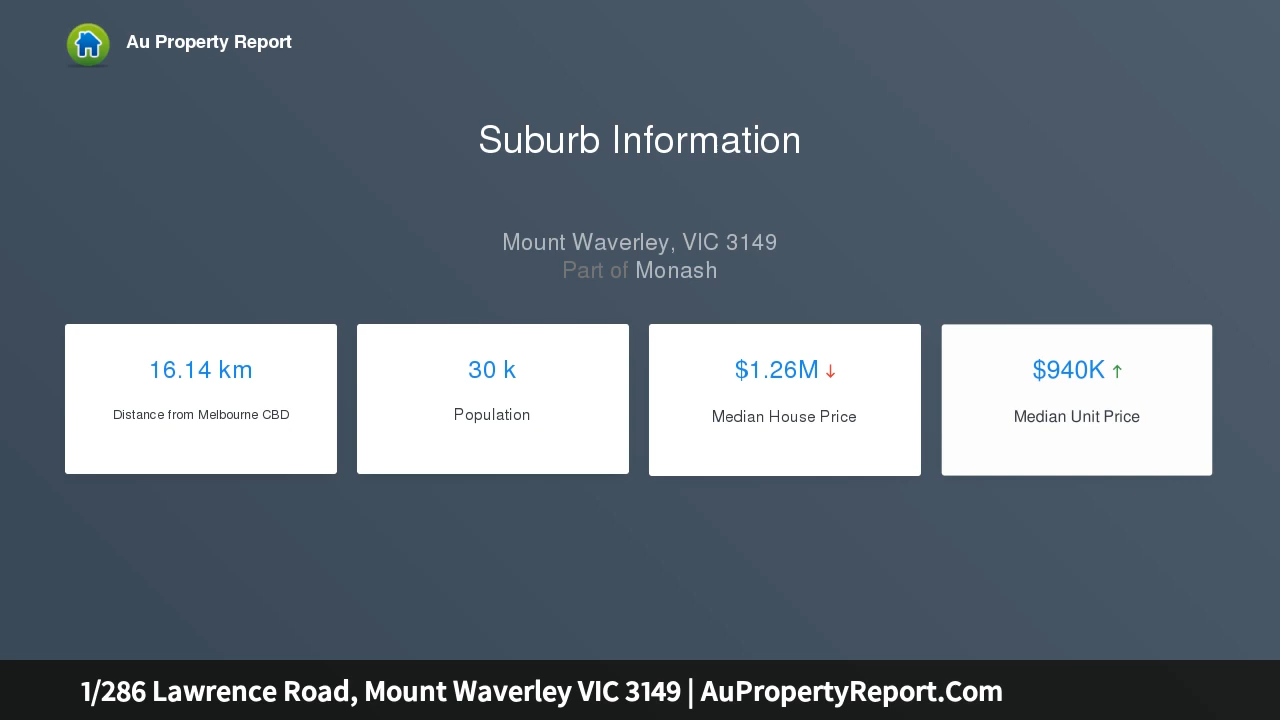 Au Property Report
Suburb Information
Mount Waverley, VIC 3149
Part of Monash
16.14 km
Distance from Melbourne CBD
30 k
Population
$1.26M ↓
Median House Price
$940K ↑
Median Unit Price
1/286 Lawrence Road, Mount Waverley VIC 3149 | AuPropertyReport.Com